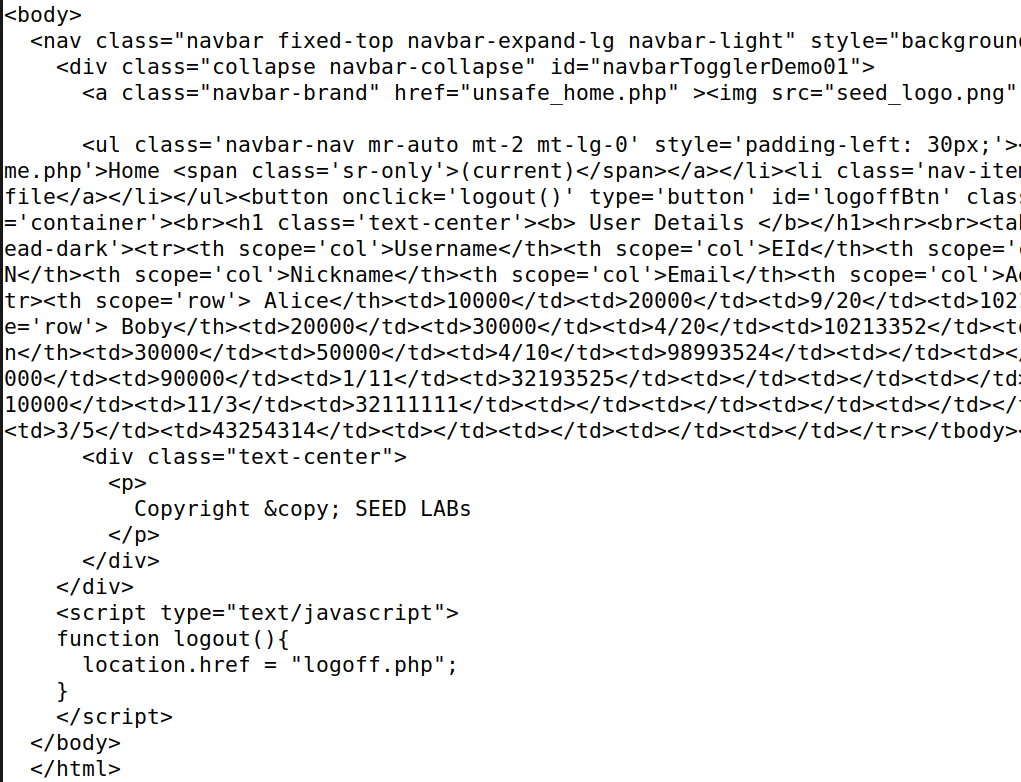 <body>
  <nav class="navbar fixed-top navbar-expand-lg navbar-light" style="background
    <div class="collapse navbar-collapse" id="navbarTogglerDemo01">
      <a class="navbar-brand" href="unsafe_home.php" ><img src="seed_logo.png"
      <ul class='navbar-nav mr-auto mt-2 mt-lg-0' style='padding-left: 30px;'><
me.php'>Home <span class='sr-only'>(current)</span></a></li><li class='nav-item
file</a></li></ul><button onclick='logout()' type='button' id='logoffBtn' class
='container'><br><h1 class='text-center'><b> User Details </b></h1><hr><br><tab
ead-dark'><tr><th scope='col'>Username</th><th scope='col'>EId</th><th scope='c
N</th><th scope='col'>Nickname</th><th scope='col'>Email</th><th scope='col'>Ad
tr><th scope='row'> Alice</th><td>10000</td><td>20000</td><td>9/20</td><td>1021
e='row'> Boby</th><td>20000</td><td>30000</td><td>4/20</td><td>10213352</td><td
n</th><td>30000</td><td>50000</td><td>4/10</td><td>98993524</td><td></td><td></
000</td><td>90000</td><td>1/11</td><td>32193525</td><td></td><td></td><td></td>
10000</td><td>11/3</td><td>32111111</td><td></td><td></td><td></td><td></td></t
<td>3/5</td><td>43254314</td><td></td><td></td><td></td><td></td></tr></tbody><
      <div class="text-center">
        <p>
          Copyright &copy; SEED LABs
        </p>
      </div>
    </div>
    <script type="text/javascript">
    function logout(){
      location.href = "logoff.php";
    }
    </script>
  </body>
  </html>